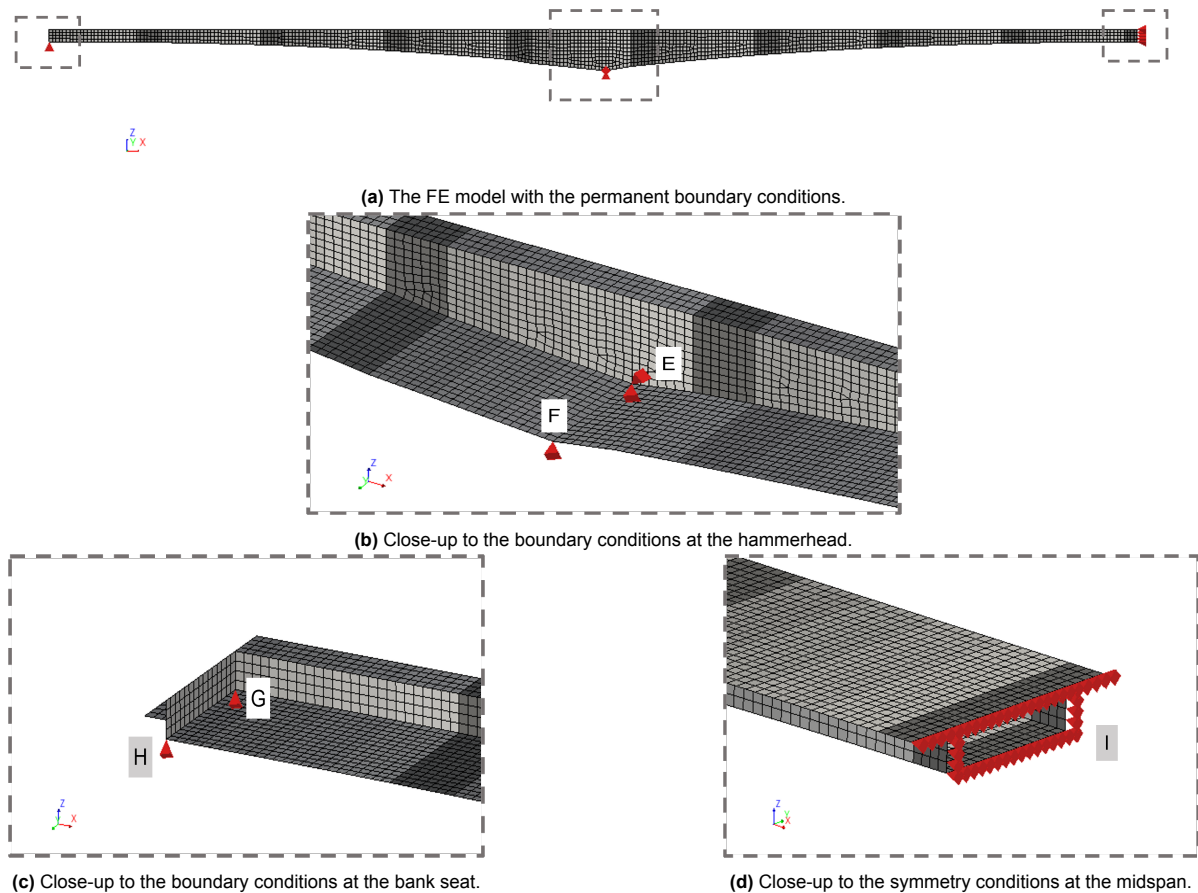 Z
Y X
(a) The FE model with the permanent boundary conditions.
E
F
Z
X
Y
(b) Close-up to the boundary conditions at the hammerhead.
G
H
I
Z
Y X
Z
Y
X
(c) Close-up to the boundary conditions at the bank seat.
(d) Close-up to the symmetry conditions at the midspan.